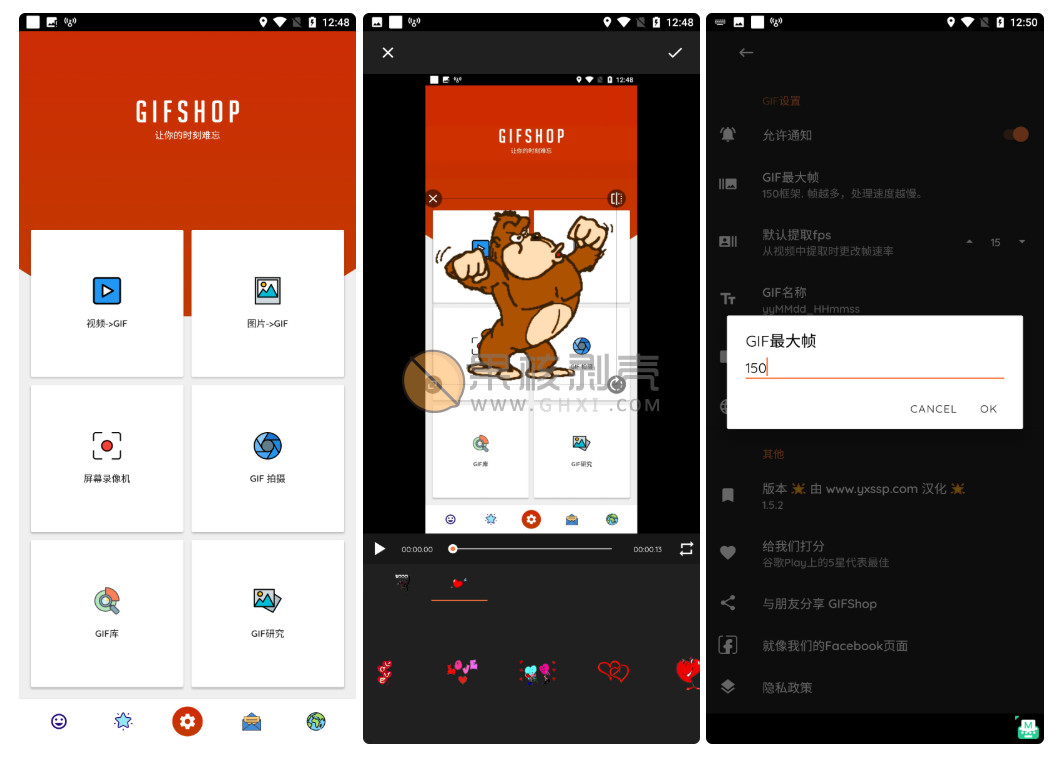 12:48
GIFSHOP
让你的时刻难忘
视频->GIF
图片->GIF
屏幕录像机
GIF 拍摄
GIF库
GIF研究
12:48
12:48
GIFSHOP
让你的时刻难忘
果核剥壳
WWW.GHXI.COM
GIF库
GIF研究
00:00.00
00:00.13
12:50
GIF设置
允许通知
GIF最大帧
150框架. 帧越多，处理速度越慢。
默认提取fps
从视频中提取时更改帧速率
15
GIF名称
yyMMdd_HHmmss
GIF最大帧
150
CANCEL
OK
其他
版本 由 www.yxssp.com 汉化
1.5.2
给我们打分
谷歌Play上的5星代表最佳
与朋友分享 GIFShop
就像我们的Facebook页面
隐私政策
M